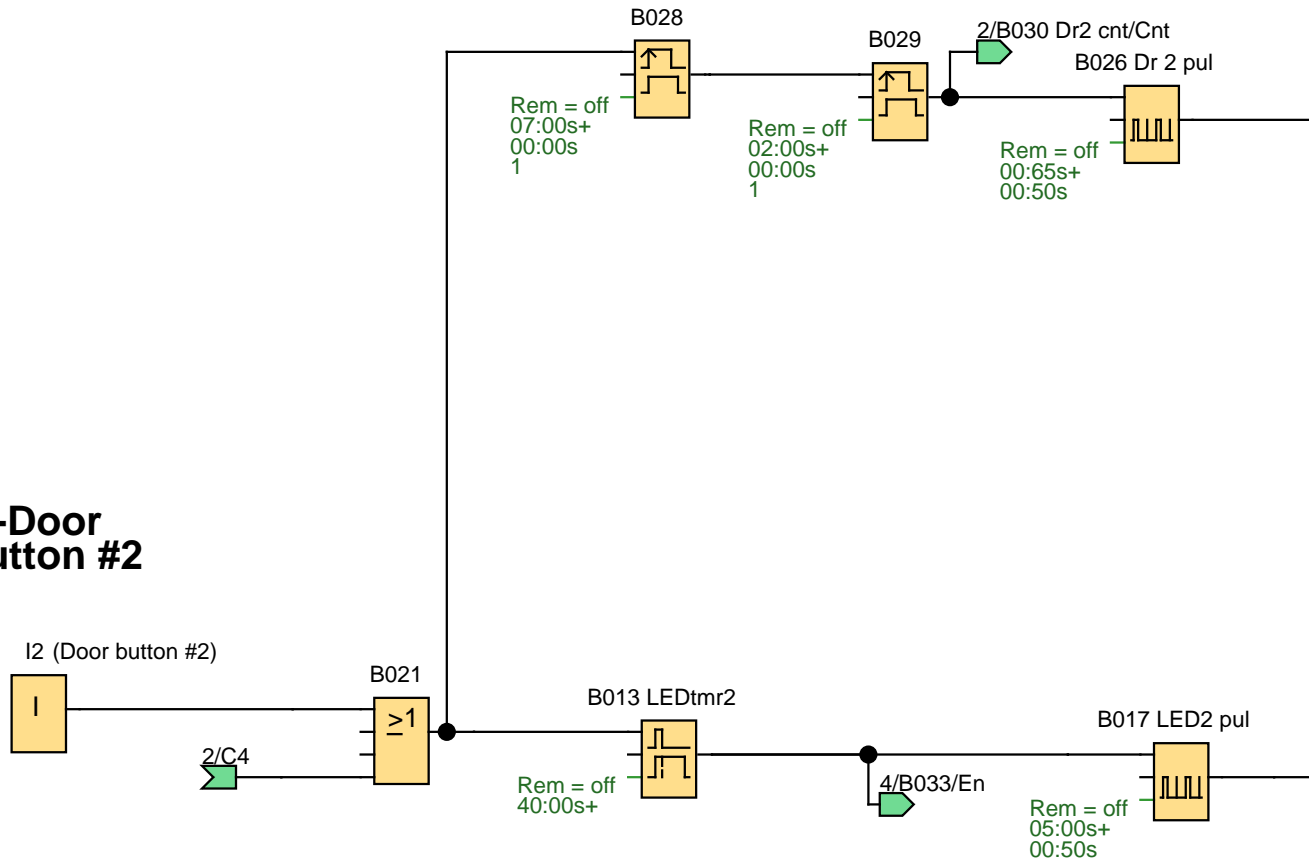 B028
2/B030 Dr2 cnt/Cnt
B029
B026 Dr 2 pul
Rem = off
07:00s+
00:00s
1
Rem = off
02:00s+
00:00s
1
Rem = off
00:65s+
00:50s
-Door
utton #2
I2 (Door button #2)
I
B021
≥1
2/C4
B013 LEDtmr2
Rem = off
40:00s+
4/B033/En
B017 LED2 pul
Rem = off
05:00s+
00:50s